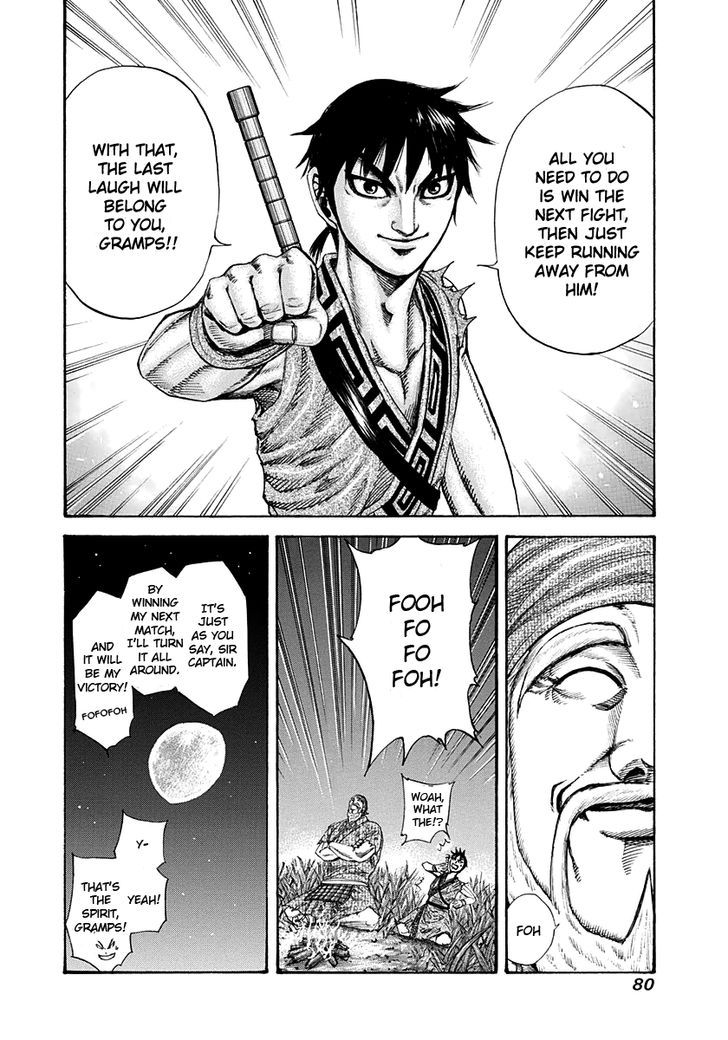 ALL YOU
NEED TO DO
IS WIN THE
NEXT FIGHT,
THEN JUST
KEEP RUNNING
AWAY FROM
HIM!
WITH THAT,
THE LAST
LAUGH WILL
BELONG
TO YOU,
GRAMPS!!
FOH
FOOH
FO
FO
FOH!
WOAH,
WHAT
THE!?
IT'S
JUST
AS YOU
SAY, SIR
CAPTAIN.
BY
WINNING
MY NEXT
MATCH,
I'LL TURN
IT ALL
AROUND.
AND
IT WILL
BE MY
VICTORY!
FOFOFOH
Y-
YEAH!
THAT'S
THE
SPIRIT,
GRAMPS!
80